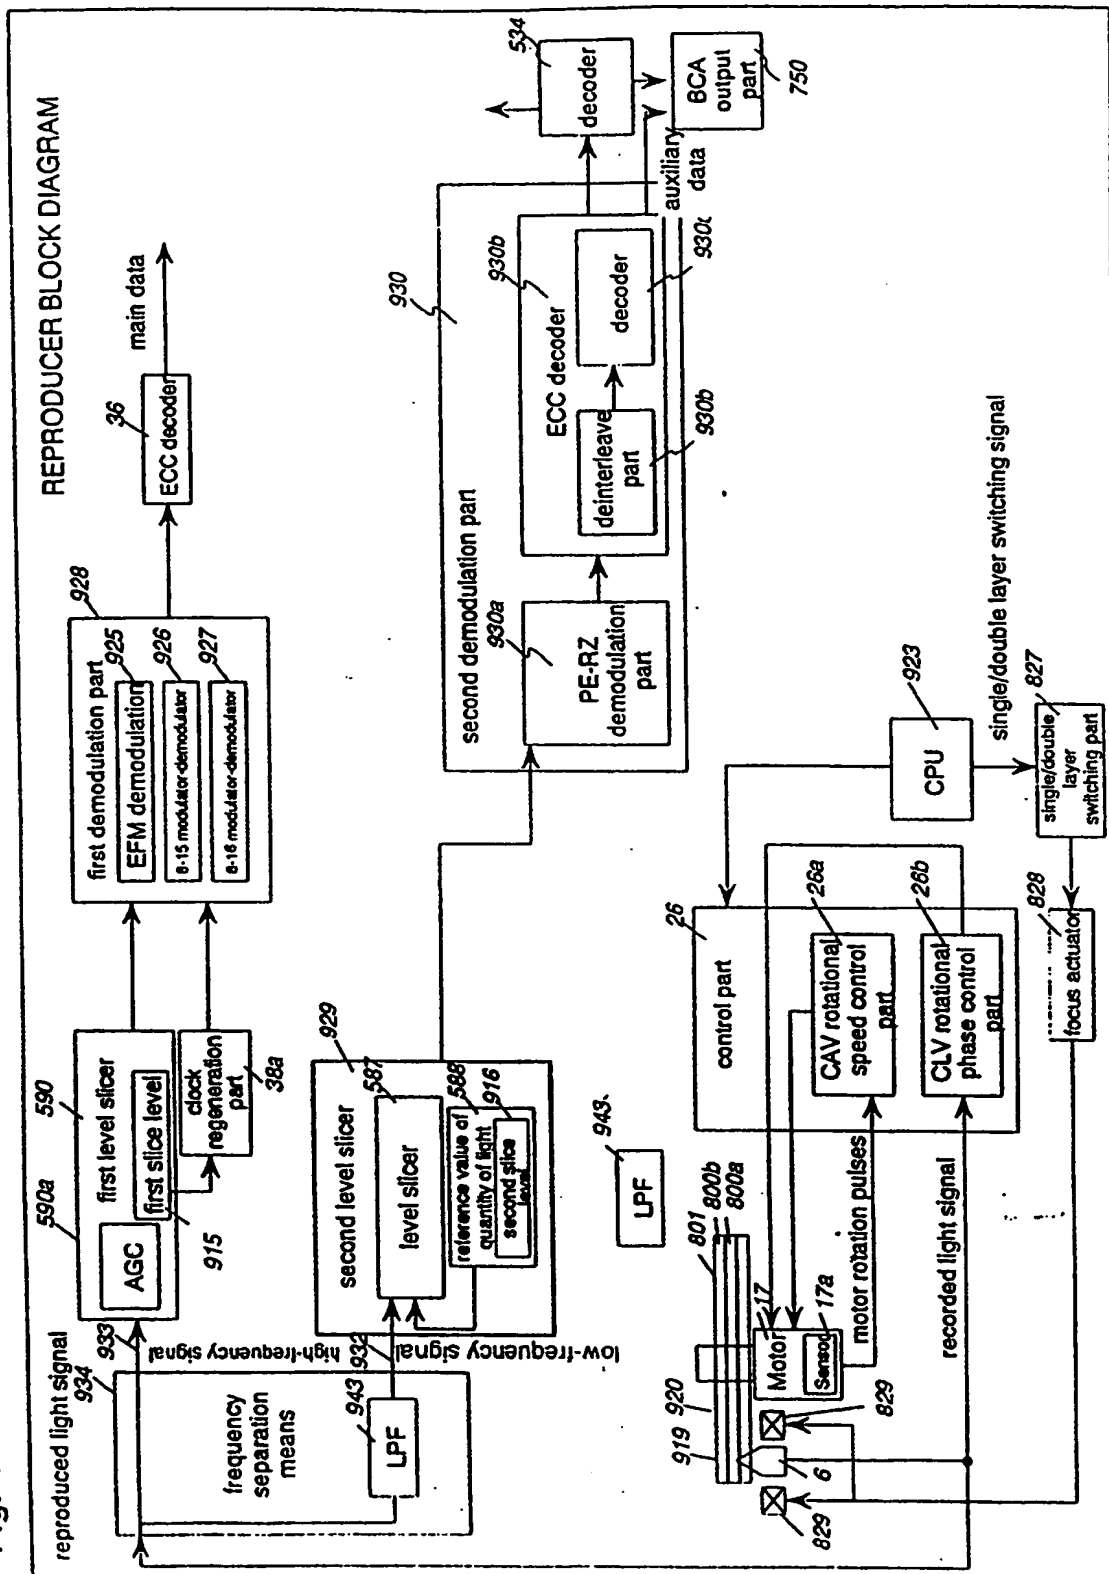 REPRODUCER BLOCK DIAGRAM
reproduced light signal
934
frequency
separation
means
943
LPF
933
high-frequency signal
932
low-frequency signal
590a
590
first level slicer
AGC
first slice level
915
clock
regeneration
part
38a
first demodulation part
928
EFM demodulation
925
8-15 modulator-demodulator
926
8-16 modulator-demodulator
927
36
ECC decoder
main data
second level slicer
929
level slicer
587
reference value of
quantity of light
588
second slice
level
916
second demodulation part
930
930a
PE-RZ
demodulation
part
ECC decoder
930b
deinterleave
part
930b
decoder
auxiliary
data
decoder
534
BCA
output
part
750
943
LPF
919
920
801
800b
800a
Motor
17
Sensor
17a
829
6
829
motor rotation pulses
recorded light signal
control part
26
CAV rotational
speed control
part
26a
CLV rotational
phase control
part
26b
CPU
923
single/double layer switching signal
single/double
layer
switching part
827
focus actuator
828